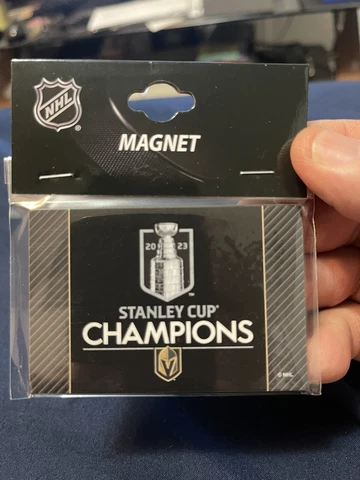 NHL
MAGNET
20 23
STANLEY CUP®
CHAMPIONS
V
© NHL